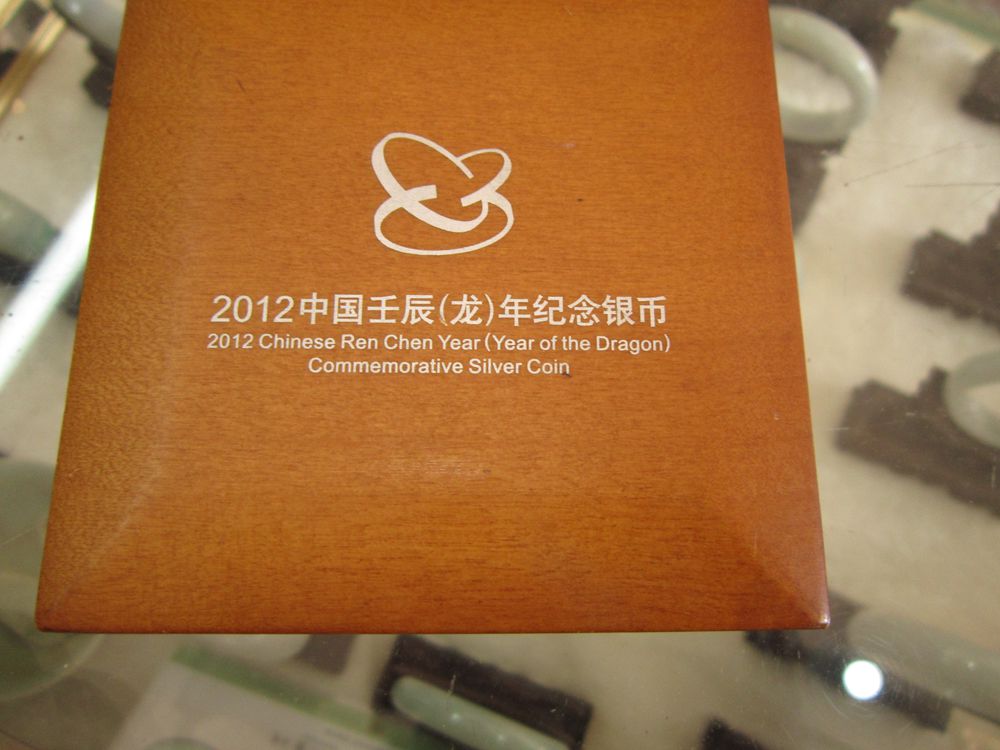 2012中国壬辰(龙)年纪念银币
2012 Chinese Ren Chen Year (Year of the Dragon)
Commemorative Silver Coin